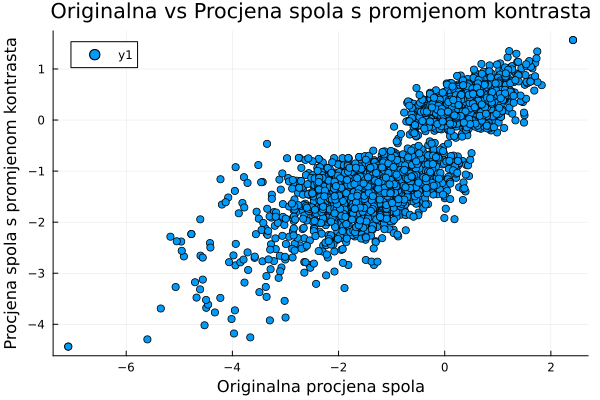 Originalna vs Procjena spola s promjenom kontrasta
y1
Procjena spola s promjenom kontrasta
1
0
−1
−2
−3
−4
−6
−4
−2
0
2
Originalna procjena spola